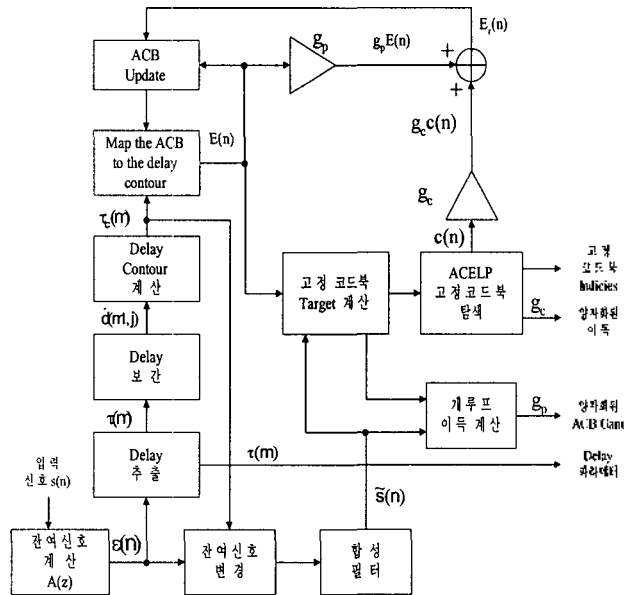 E_r(n)
ACB
Update
g_p
g_pE(n)
+
+
E(n)
Map the ACB
to the delay
contour
g_cc(n)
τ_c(m)
g_c
c(n)
Delay
Contour
계산
고정 코드북
Target 계산
ACELP
고정코드북
탐색
고정
코드북
Indicies
g_c
양자화된
이득
d(m,j)
Delay
보간
개루프
이득 계산
g_p
양자화된
ACB Gain
τ(m)
입력
신호 s(n)
Delay
추출
τ(m)
Delay
파라메터
s̃(n)
잔여신호
계산
A(z)
ε(n)
잔여신호
변경
합성
필터